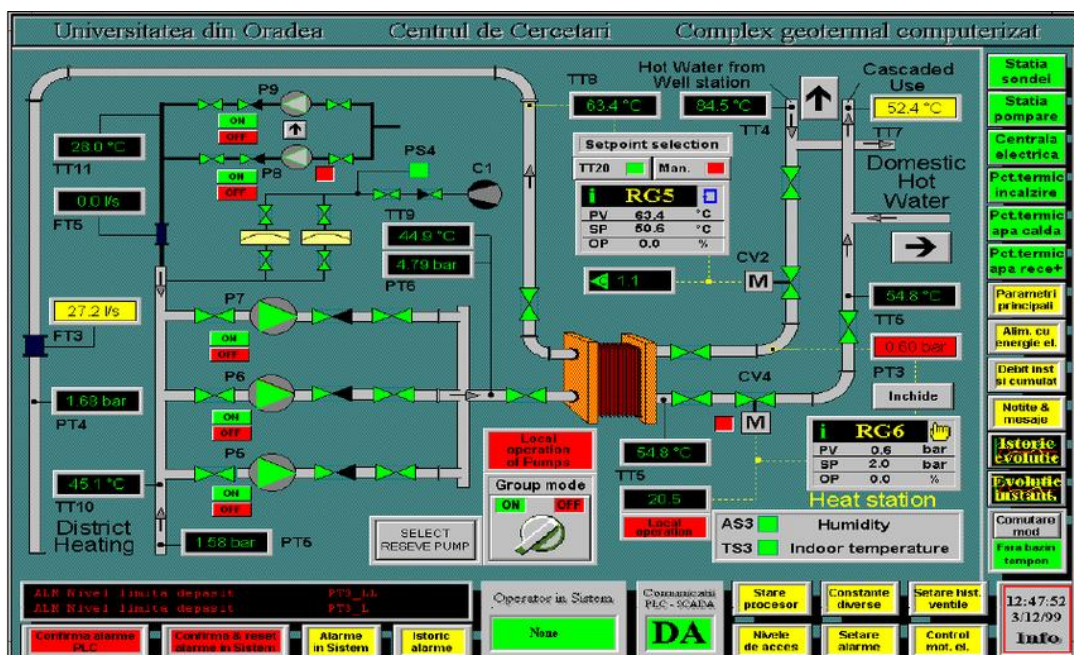 Universitatea din Oradea Centrul de Cercetari Complex geotermal computerizat
Hot Water from
Well station
Cascaded
Use
TT8
63.4 °C
84.5 °C
TT4
52.4 °C
TT7
P9
ON
OFF
28.0 °C
TT11
P8
ON
OFF
PS4
C1
0.0 l/s
FT5
TT9
44.9 °C
4.79 bar
PT6
Setpoint selection
TT20 Man.
i RG5
PV 63.4 °C
SP 50.6 °C
OP 0.0 %
Domestic
Hot
Water
1.1
CV2
M
54.8 °C
TT6
0.60 bar
PT3
Inchide
27.2 l/s
FT3
P7
ON
OFF
P6
ON
OFF
P6
ON
OFF
1.68 bar
PT4
45.1 °C
TT10
District
Heating
1.58 bar
PT5
CV4
M
i RG6
PV 0.6 bar
SP 2.0 bar
OP 0.0 %
Heat station
54.8 °C
TT5
20.5
Local
operation
Local
operation
of Pumps
Group mode
ON OFF
SELECT
RESEVE PUMP
AS3 Humidity
TS3 Indoor temperature
Statia
sondei
Statia
pompare
Centrala
electrica
Pct.termic
incalzire
Pct.termic
apa calda
Pct.termic
apa rece+
Parametri
principali
Alim. cu
energie el.
Debit inst
si cumulat
Notite &
mesaje
Istoric
evolutie
Evolutie
instant.
Comutare
mod
Fara bazin
tampon
ALM Nivel limita depasit PT3_LL
ALM Nivel limita depasit PT3_L
Confirma alarme
PLC
Confirma & reset
alarme in Sistem
Alarme
in Sistem
Istoric
alarme
Operator in Sistem
None
Comunicatii
PLC - SCADA
DA
Stare
procesor
Constante
diverse
Setare hist.
ventile
Nivele
de acces
Setare
alarme
Control
mot. el.
12:47:52
3/12/99
Info